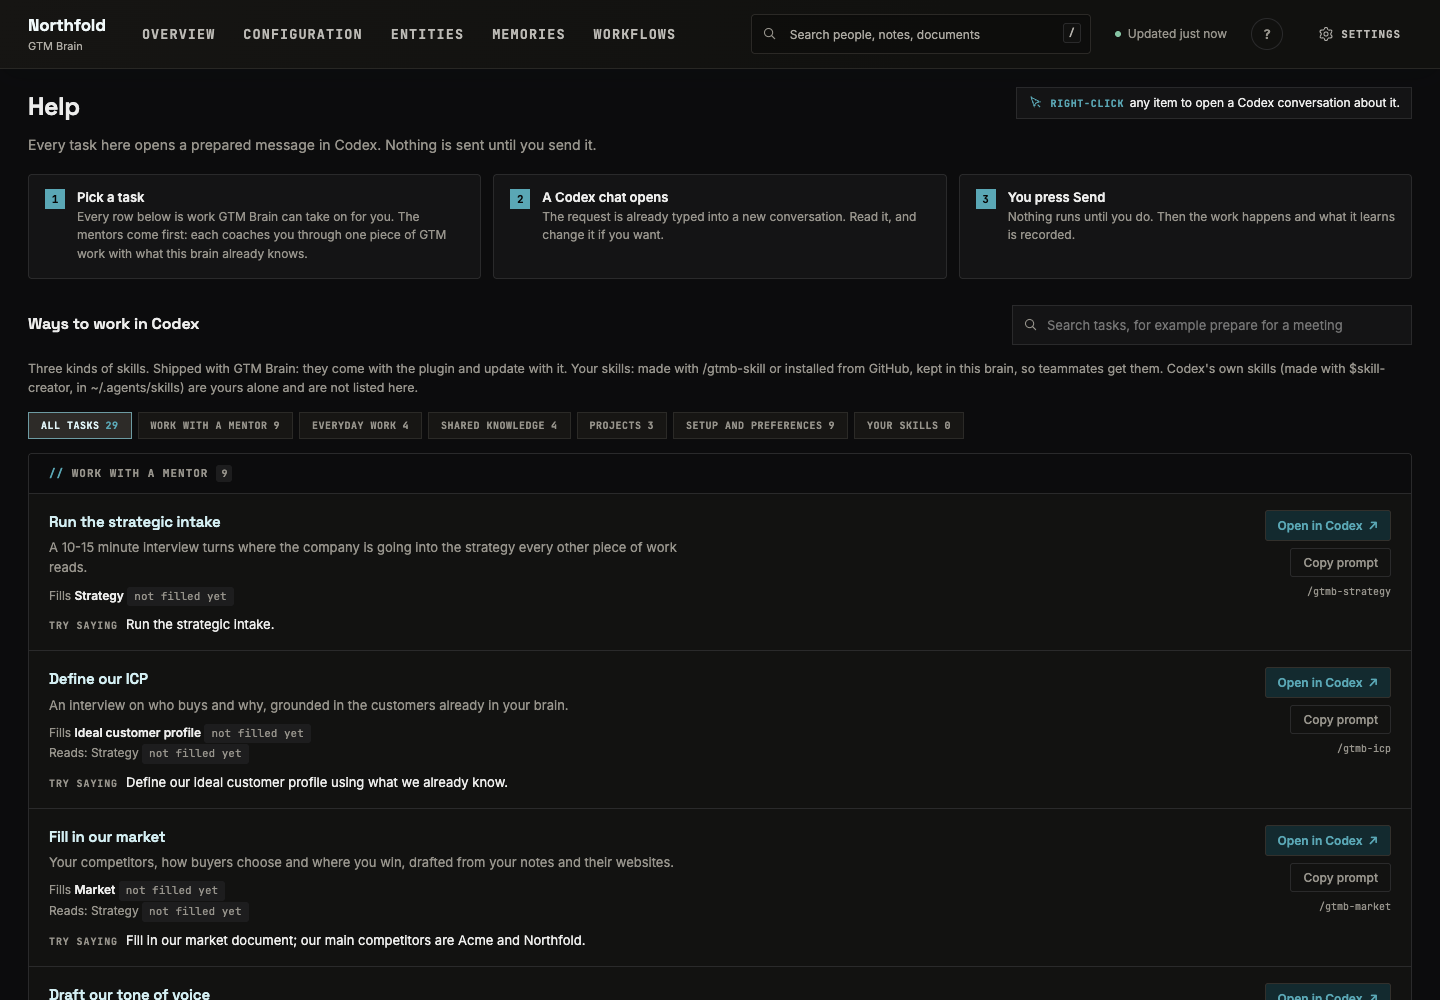 Northfold
GTM Brain
OVERVIEW
CONFIGURATION
ENTITIES
MEMORIES
WORKFLOWS
Search people, notes, documents
/
Updated just now
?
SETTINGS
Help
RIGHT-CLICK any item to open a Codex conversation about it.
Every task here opens a prepared message in Codex. Nothing is sent until you send it.
1
Pick a task
Every row below is work GTM Brain can take on for you. The
mentors come first: each coaches you through one piece of GTM
work with what this brain already knows.
2
A Codex chat opens
The request is already typed into a new conversation. Read it, and
change it if you want.
3
You press Send
Nothing runs until you do. Then the work happens and what it learns
is recorded.
Ways to work in Codex
Search tasks, for example prepare for a meeting
Three kinds of skills. Shipped with GTM Brain: they come with the plugin and update with it. Your skills: made with /gtmb-skill or installed from GitHub, kept in this brain, so teammates get them. Codex's own skills (made with $skill-
creator, in ~/.agents/skills) are yours alone and are not listed here.
ALL TASKS 29
WORK WITH A MENTOR 9
EVERYDAY WORK 4
SHARED KNOWLEDGE 4
PROJECTS 3
SETUP AND PREFERENCES 9
YOUR SKILLS 0
// WORK WITH A MENTOR 9
Run the strategic intake
A 10-15 minute interview turns where the company is going into the strategy every other piece of work
reads.
Fills Strategy not filled yet
TRY SAYING Run the strategic intake.
Open in Codex ↗
Copy prompt
/gtmb-strategy
Define our ICP
An interview on who buys and why, grounded in the customers already in your brain.
Fills Ideal customer profile not filled yet
Reads: Strategy not filled yet
TRY SAYING Define our ideal customer profile using what we already know.
Open in Codex ↗
Copy prompt
/gtmb-icp
Fill in our market
Your competitors, how buyers choose and where you win, drafted from your notes and their websites.
Fills Market not filled yet
Reads: Strategy not filled yet
TRY SAYING Fill in our market document; our main competitors are Acme and Northfold.
Open in Codex ↗
Copy prompt
/gtmb-market
Draft our tone of voice
Open in Codex ↗